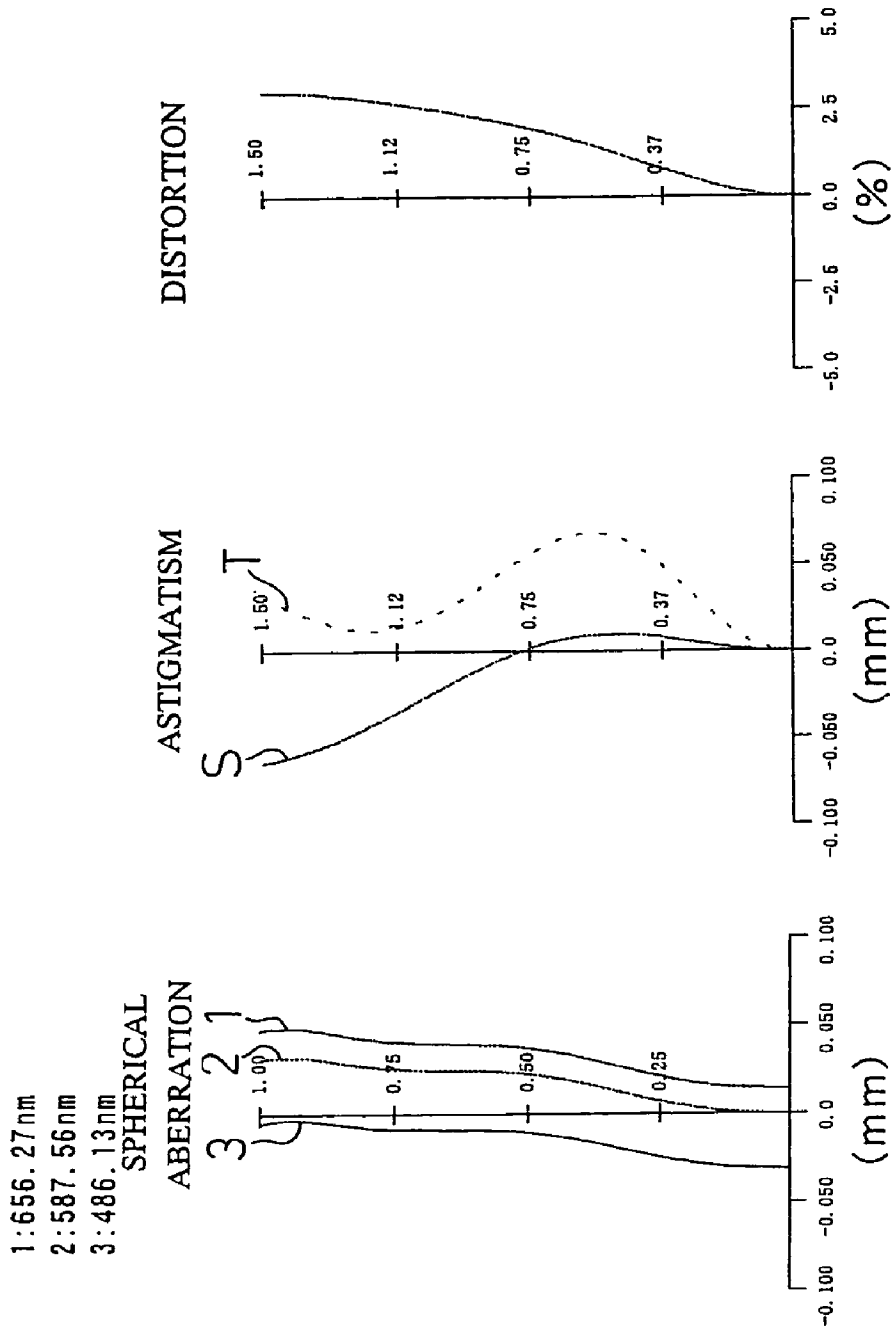 1:656.27nm
2:587.56nm
3:486.13nm
SPHERICAL
ABERRATION
3
2
1
1.00
0.75
0.50
0.25
-0.100
-0.050
0.0
0.050
0.100
(mm)
ASTIGMATISM
S
T
1.50
1.12
0.75
0.37
-0.100
-0.050
0.0
0.050
0.100
(mm)
DISTORTION
1.50
1.12
0.75
0.37
-5.0
-2.5
0.0
2.5
5.0
(%)